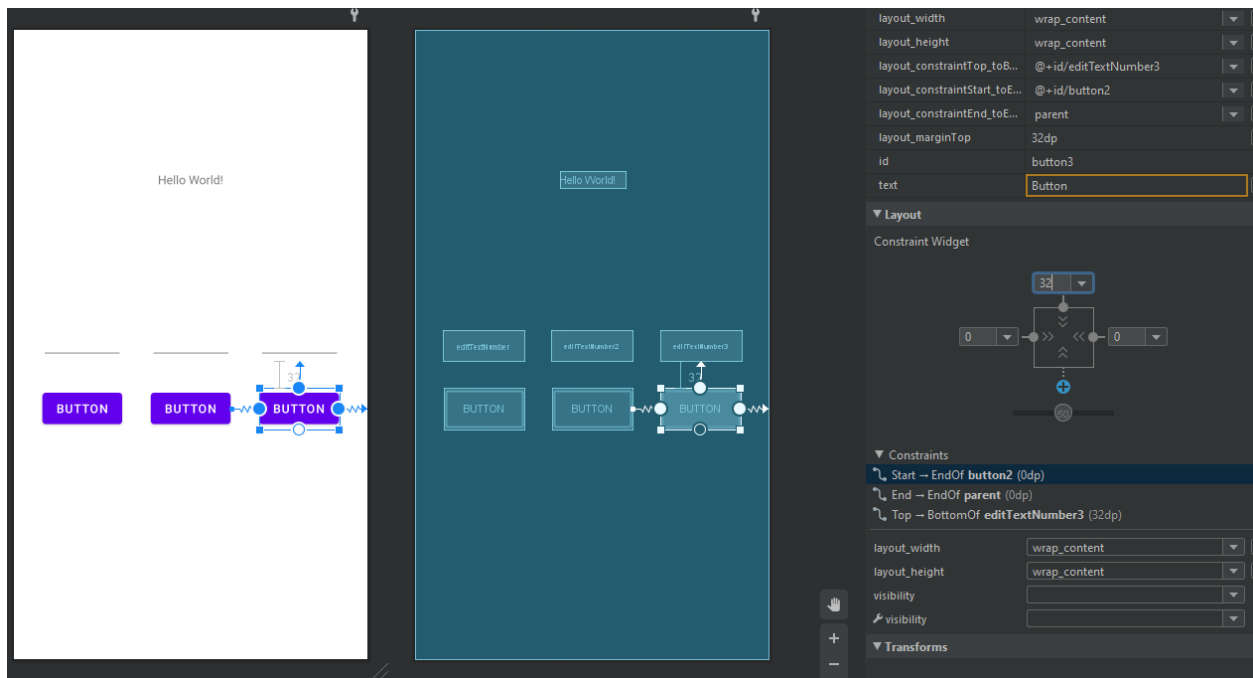 Hello World!
32
BUTTON
BUTTON
BUTTON
Hello World!
editTextNumber
editTextNumber2
editTextNumber3
32
BUTTON
BUTTON
BUTTON
layout_width wrap_content
layout_height wrap_content
layout_constraintTop_toB... @+id/editTextNumber3
layout_constraintStart_toE... @+id/button2
layout_constraintEnd_toE... parent
layout_marginTop 32dp
id button3
text Button
Layout
Constraint Widget
32
0 0
50
Constraints
Start → EndOf button2 (0dp)
End → EndOf parent (0dp)
Top → BottomOf editTextNumber3 (32dp)
layout_width wrap_content
layout_height wrap_content
visibility
visibility
Transforms